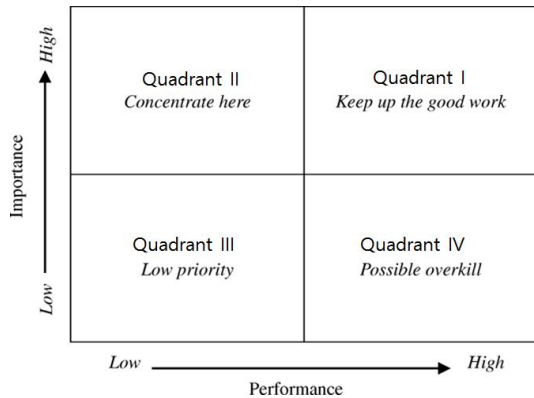 High
Importance
Low
Quadrant II
Concentrate here
Quadrant I
Keep up the good work
Quadrant III
Low priority
Quadrant IV
Possible overkill
Low
High
Performance